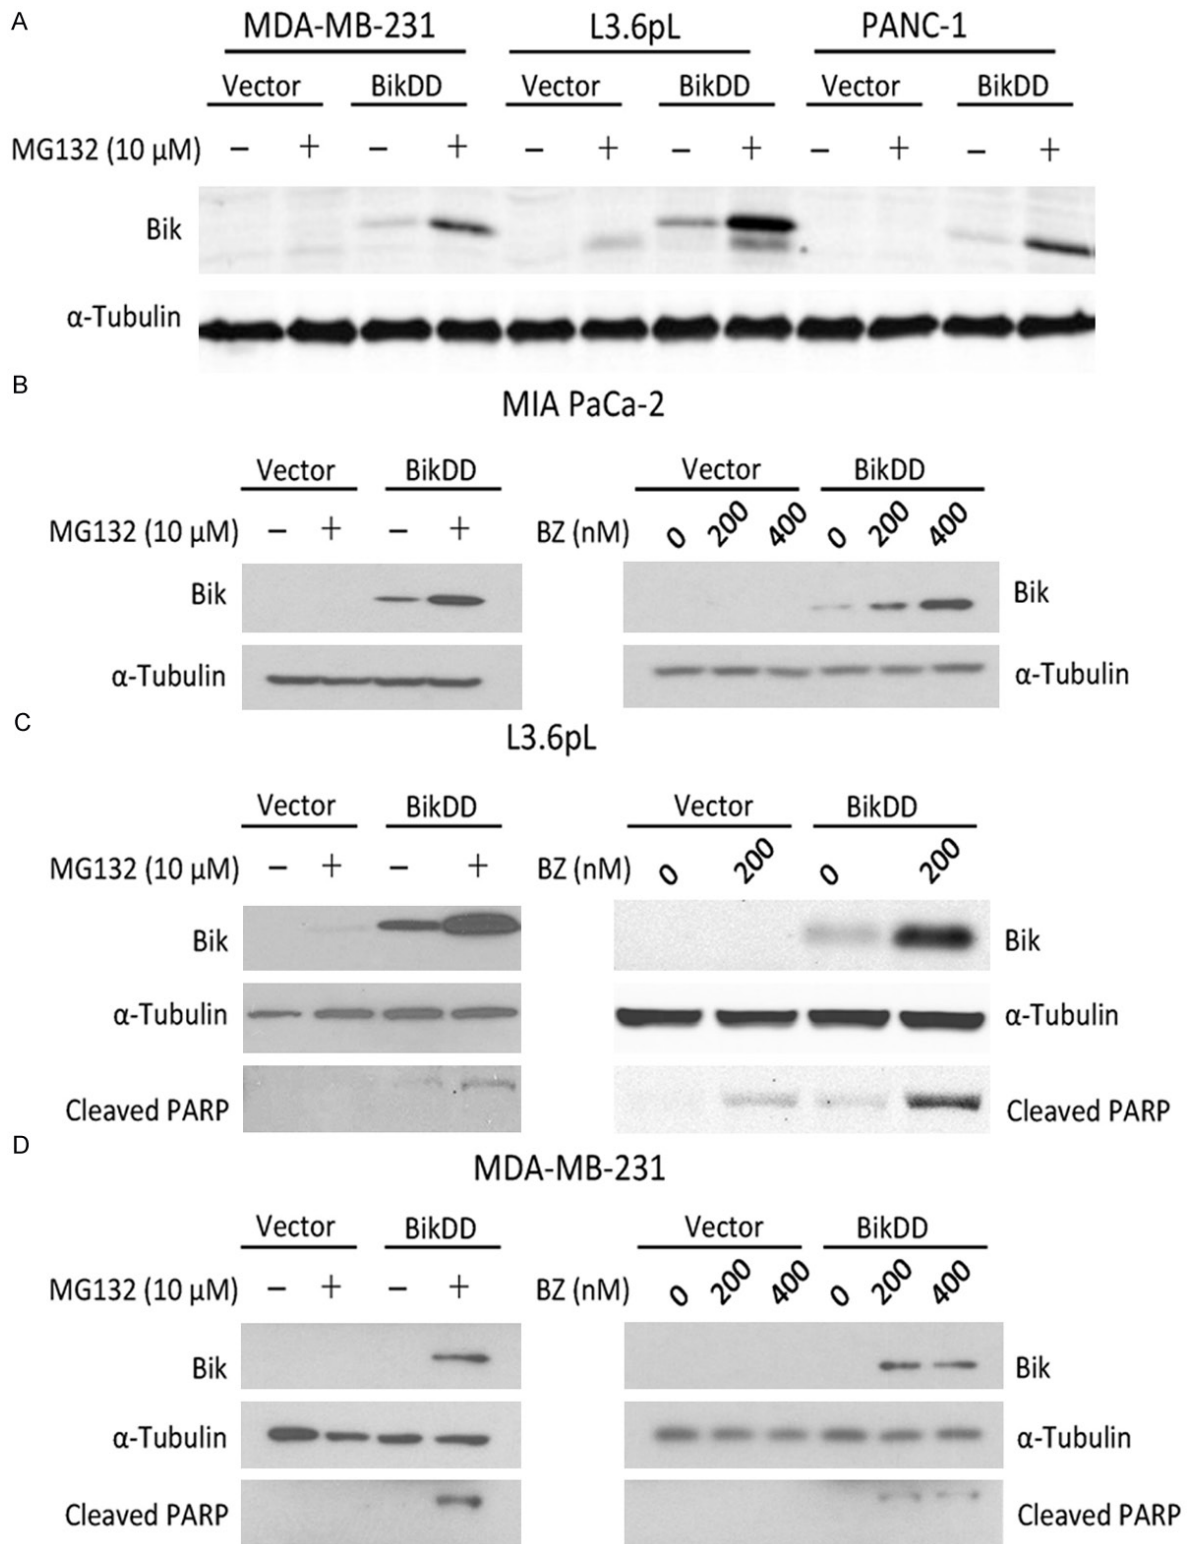 A
MDA-MB-231 L3.6pL PANC-1
Vector BikDD Vector BikDD Vector BikDD
MG132 (10 μM) − + − + − + − + − + − +
Bik
α-Tubulin
B
MIA PaCa-2
Vector BikDD Vector BikDD
MG132 (10 μM) − + − + BZ (nM) 0 200 400 0 200 400
Bik Bik
α-Tubulin α-Tubulin
C
L3.6pL
Vector BikDD Vector BikDD
MG132 (10 μM) − + − + BZ (nM) 0 200 0 200
Bik Bik
α-Tubulin α-Tubulin
Cleaved PARP Cleaved PARP
D
MDA-MB-231
Vector BikDD Vector BikDD
MG132 (10 μM) − + − + BZ (nM) 0 200 400 0 200 400
Bik Bik
α-Tubulin α-Tubulin
Cleaved PARP Cleaved PARP